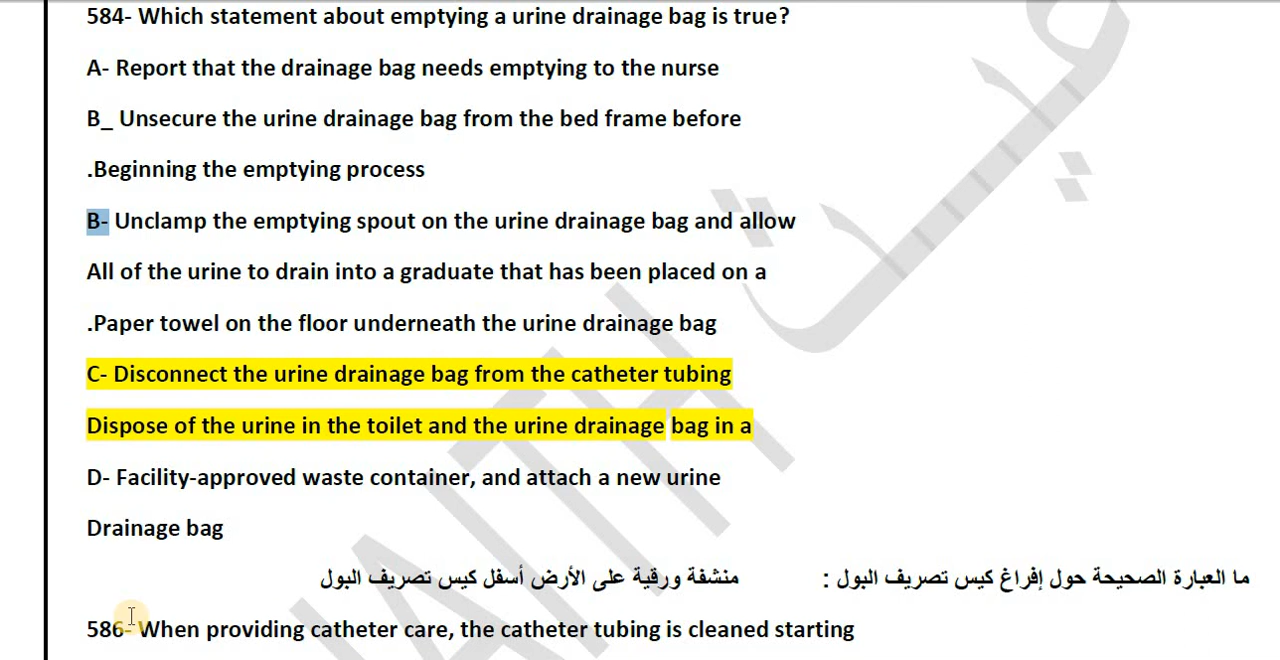 584- Which statement about emptying a urine drainage bag is true?
A- Report that the drainage bag needs emptying to the nurse
B_ Unsecure the urine drainage bag from the bed frame before
.Beginning the emptying process
B- Unclamp the emptying spout on the urine drainage bag and allow
All of the urine to drain into a graduate that has been placed on a
.Paper towel on the floor underneath the urine drainage bag
C- Disconnect the urine drainage bag from the catheter tubing
Dispose of the urine in the toilet and the urine drainage bag in a
D- Facility-approved waste container, and attach a new urine
Drainage bag
ما العبارة الصحيحة حول إفراغ كيس تصريف البول : منشفة ورقية على الأرض أسفل كيس تصريف البول
586- When providing catheter care, the catheter tubing is cleaned starting